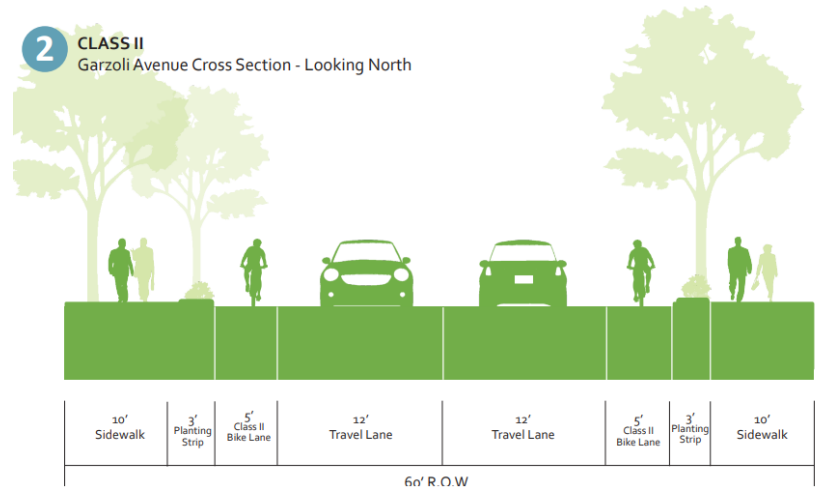 2
CLASS II
Garzoli Avenue Cross Section - Looking North
10’
Sidewalk
3’
Planting
Strip
5’
Class II
Bike Lane
12’
Travel Lane
12’
Travel Lane
5’
Class II
Bike Lane
3’
Planting
Strip
10’
Sidewalk
60’ R.O.W